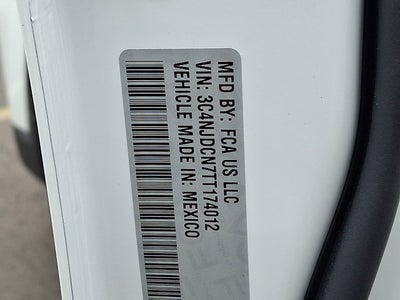 MFD BY: FCA US LLC
VIN: 3C4NJDCN7TT174012
VEHICLE MADE IN: MEXICO